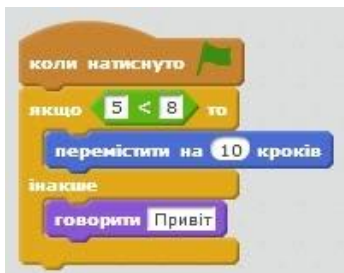 коли натиснуто
якщо 5 < 8 то
перемістити на 10 кроків
інакше
говорити Привіт